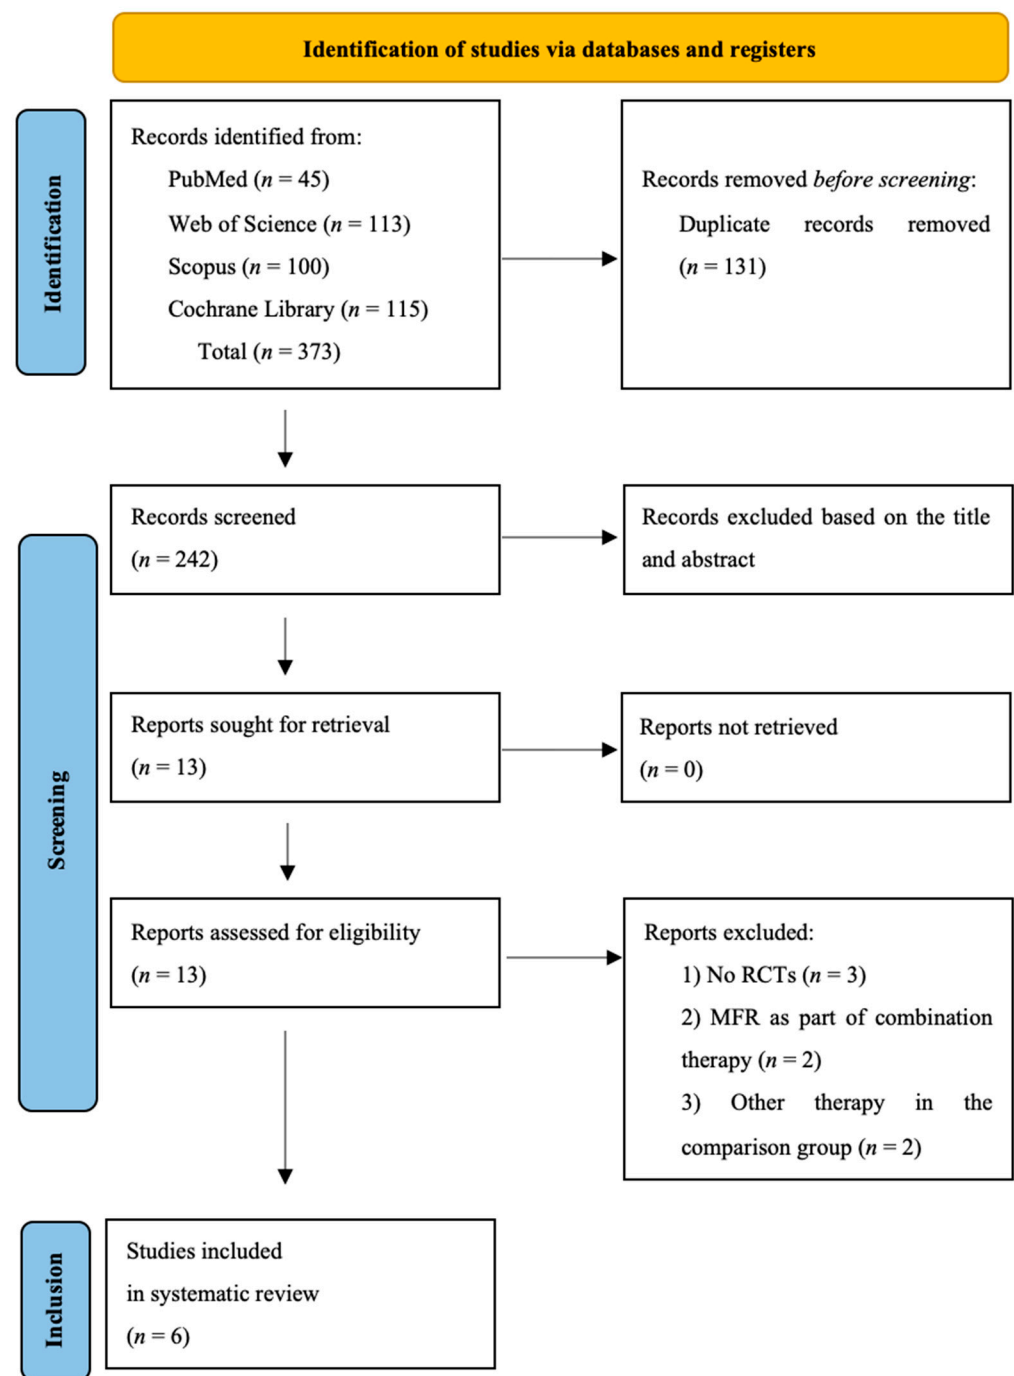 Identification of studies via databases and registers
Identification
Records identified from:
PubMed (n = 45)
Web of Science (n = 113)
Scopus (n = 100)
Cochrane Library (n = 115)
Total (n = 373)
Records removed before screening:
Duplicate records removed
(n = 131)
Screening
Records screened
(n = 242)
Records excluded based on the title
and abstract
Reports sought for retrieval
(n = 13)
Reports not retrieved
(n = 0)
Reports assessed for eligibility
(n = 13)
Reports excluded:
1) No RCTs (n = 3)
2) MFR as part of combination
therapy (n = 2)
3) Other therapy in the
comparison group (n = 2)
Inclusion
Studies included
in systematic review
(n = 6)